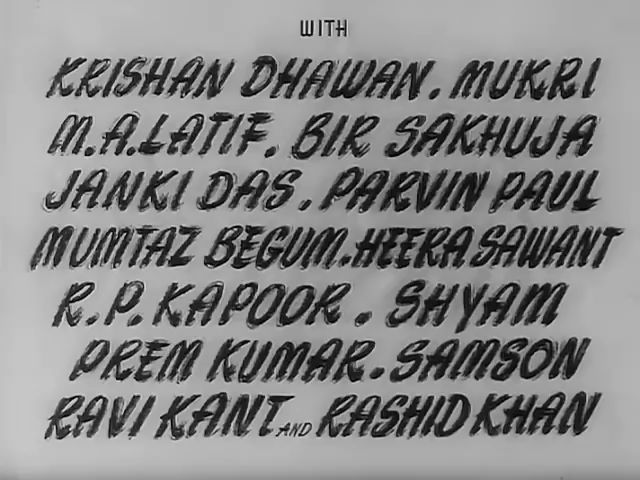 WITH
KRISHAN DHAWAN. MUKRI
M.A.LATIF. BIR SAKHUJA
JANKI DAS. PARVIN PAUL
MUMTAZ BEGUM.HEERA SAWANT
R.P. KAPOOR. SHYAM
PREM KUMAR. SAMSON
RAVI KANT AND RASHID KHAN